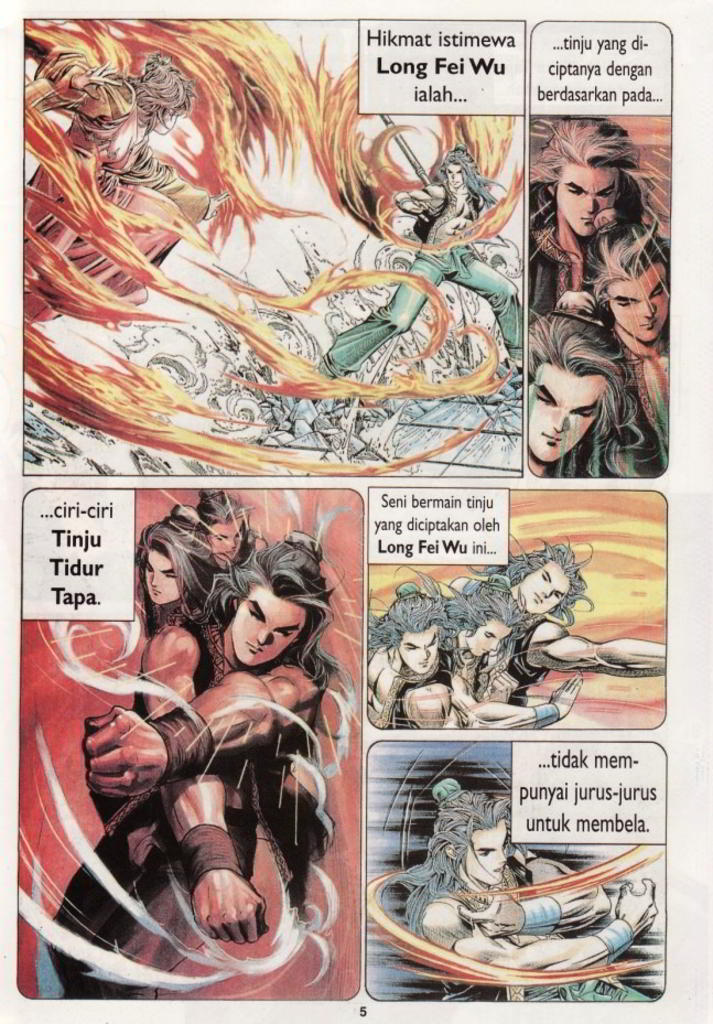 Hikmat istimewa
Long Fei Wu
ialah...
...tinju yang di-
ciptanya dengan
berdasarkan pada...
...ciri-ciri
Tinju
Tidur
Tapa.
Seni bermain tinju
yang diciptakan oleh
Long Fei Wu ini...
...tidak mem-
punyai jurus-jurus
untuk membela.
5